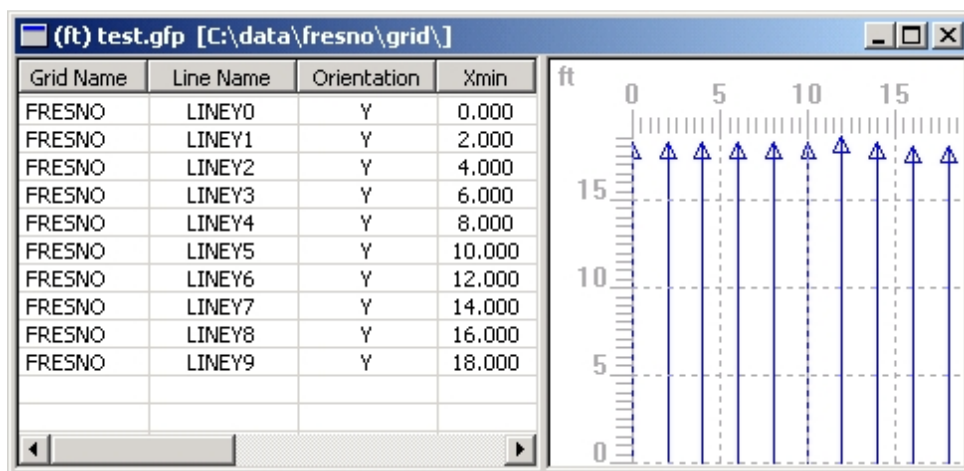 (ft) test.gfp [C:\data\fresno\grid\]
Grid Name Line Name Orientation Xmin
FRESNO LINEY0 Y 0.000
FRESNO LINEY1 Y 2.000
FRESNO LINEY2 Y 4.000
FRESNO LINEY3 Y 6.000
FRESNO LINEY4 Y 8.000
FRESNO LINEY5 Y 10.000
FRESNO LINEY6 Y 12.000
FRESNO LINEY7 Y 14.000
FRESNO LINEY8 Y 16.000
FRESNO LINEY9 Y 18.000
ft
0 5 10 15
15
10
5
0